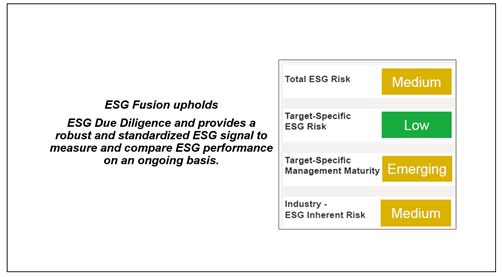 ESG Fusion upholds
ESG Due Diligence and provides a
robust and standardized ESG signal to
measure and compare ESG performance
on an ongoing basis.
Total ESG Risk
Medium
Target-Specific
ESG Risk
Low
Target-Specific
Management Maturity
Emerging
Industry -
ESG Inherent Risk
Medium